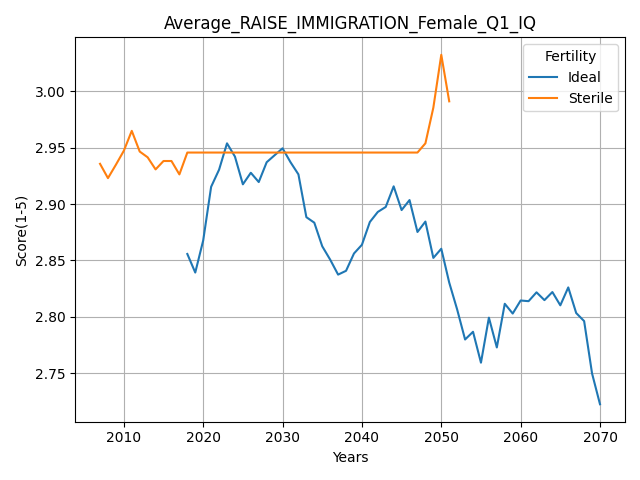 Average_RAISE_IMMIGRATION_Female_Q1_IQ
Score(1-5)
3.00
2.95
2.90
2.85
2.80
2.75
Fertility
Ideal
Sterile
2010 2020 2030 2040 2050 2060 2070
Years